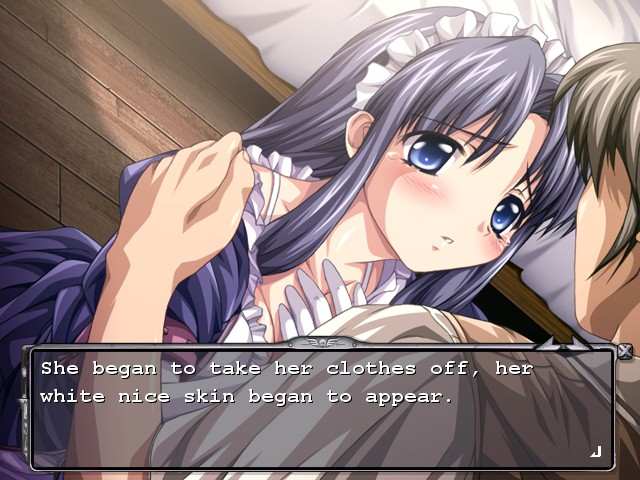 She began to take her clothes off, her
white nice skin began to appear.